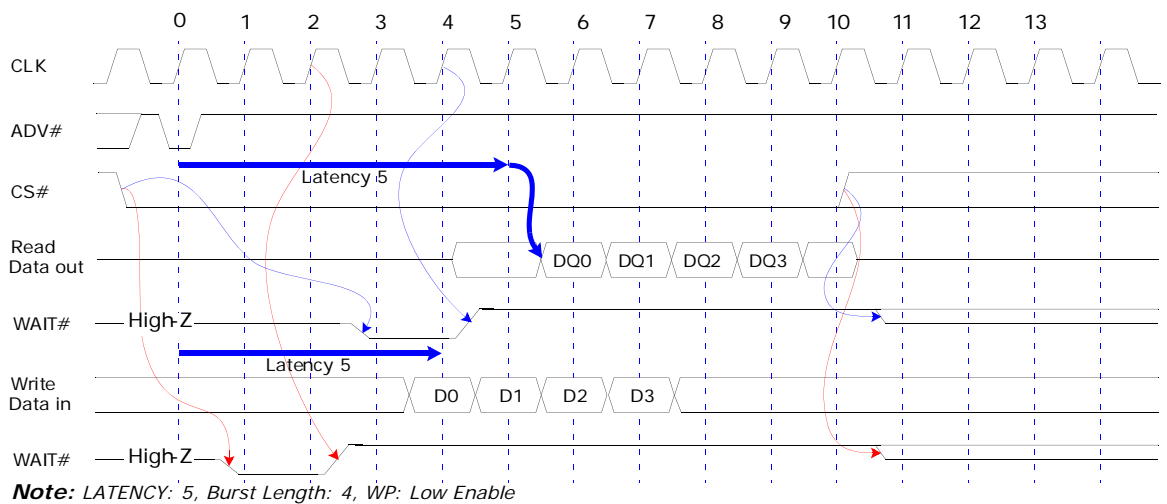 0 1 2 3 4 5 6 7 8 9 10 11 12 13
CLK
ADV#
Latency 5
CS#
Read
Data out
DQ0 DQ1 DQ2 DQ3
WAIT# High-Z
Latency 5
Write
Data in
D0 D1 D2 D3
WAIT# High-Z
Note: LATENCY: 5, Burst Length: 4, WP: Low Enable